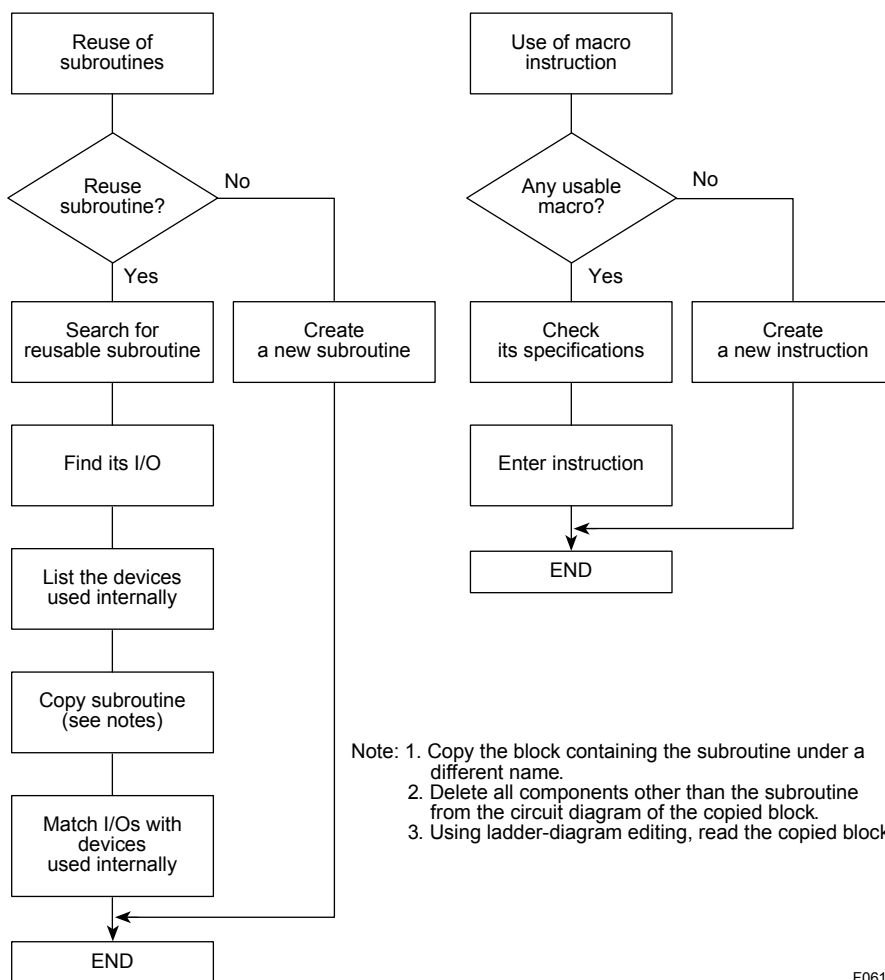 Reuse of
subroutines
Reuse
subroutine?
No
Yes
Search for
reusable subroutine
Create
a new subroutine
Find its I/O
List the devices
used internally
Copy subroutine
(see notes)
Match I/Os with
devices
used internally
END
Use of macro
instruction
Any usable
macro?
No
Yes
Check
its specifications
Create
a new instruction
Enter instruction
END
Note: 1. Copy the block containing the subroutine under a
different name.
2. Delete all components other than the subroutine
from the circuit diagram of the copied block.
3. Using ladder-diagram editing, read the copied block
F061